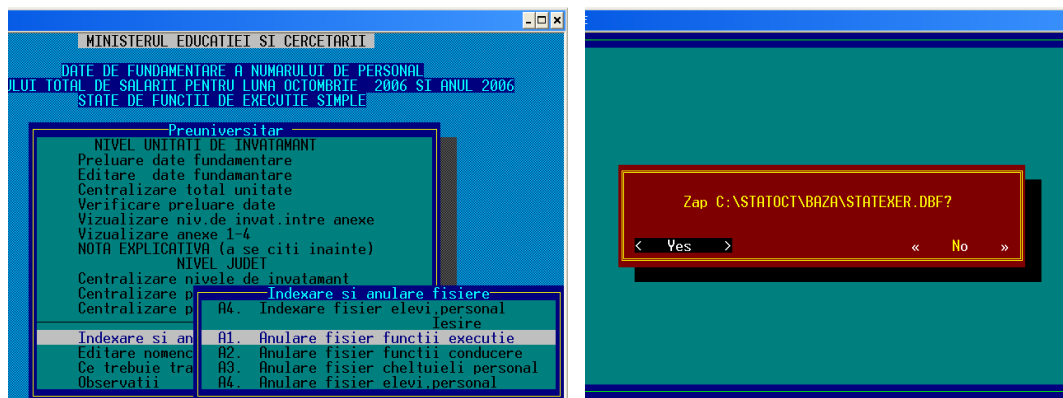 MINISTERUL EDUCATIEI SI CERCETARII
DATE DE FUNDAMENTARE A NUMARULUI DE PERSONAL
ULUI TOTAL DE SALARII PENTRU LUNA OCTOMBRIE 2006 SI ANUL 2006
STATE DE FUNCTII DE EXECUTIE SIMPLE
Preuniversitar
NIVEL UNITATI DE INVATAMANT
Preluare date fundamentare
Editare date fundamantare
Centralizare total unitate
Verificare preluare date
Vizualizare niv.de invat.intre anexe
Vizualizare anexe 1-4
NOTA EXPLICATIVA (a se citi inainte)
NIVEL JUDET
Centralizare nivele de invatamant
Centralizare p
Centralizare p
Indexare si an
Editare nomenc
Ce trebuie tra
Observatii
Indexare si anulare fisiere
A4. Indexare fisier elevi,personal
Iesire
A1. Anulare fisier functii executie
A2. Anulare fisier functii conducere
A3. Anulare fisier cheltuieli personal
A4. Anulare fisier elevi,personal
Zap C:\STATOCT\BAZA\STATEXER.DBF?
< Yes > « No »